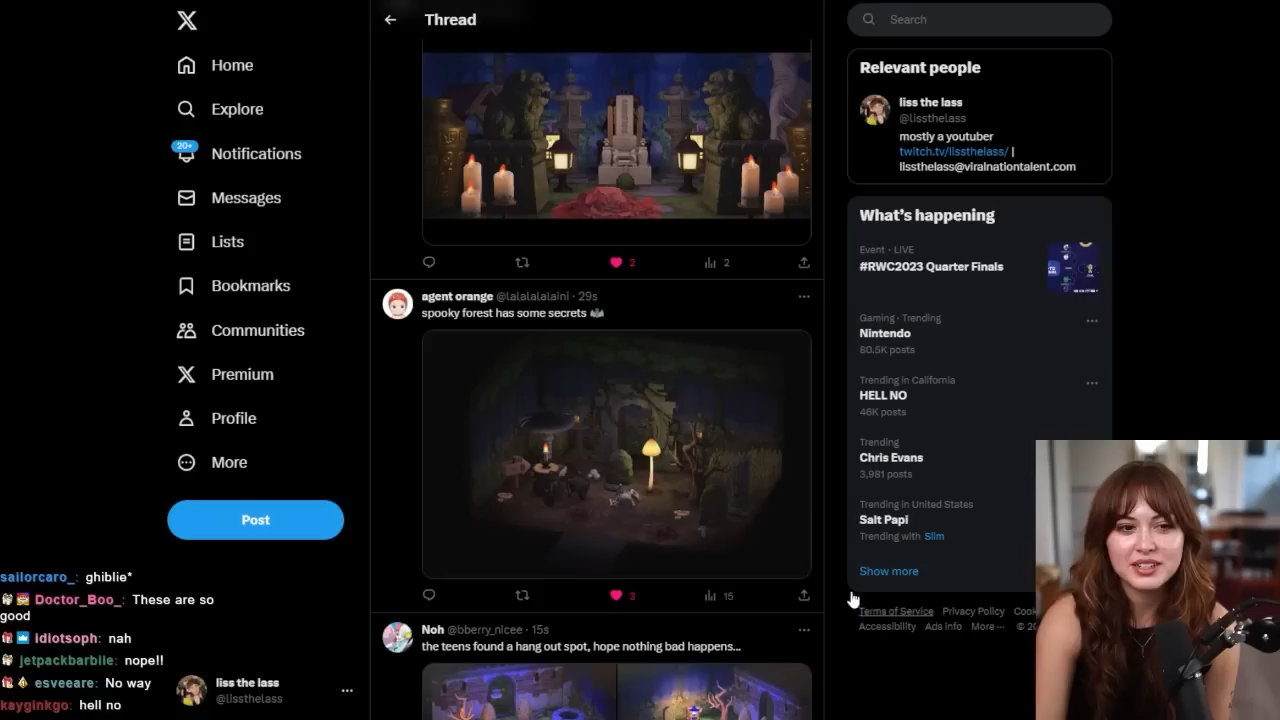 Home
Explore
20+
Notifications
Messages
Lists
Bookmarks
Communities
Premium
Profile
More
Post
sailorcaro_: ghiblie*
Doctor_Boo_: These are so
good
idiotsoph: nah
jetpackbarbiie: nope!!
esveeare: No way
kayginkgo: hell no
liss the lass
@lissthelass
Thread
2
2
agent orange @lalalalalaini · 29s
spooky forest has some secrets
3
15
Noh @bberry_nicee · 15s
the teens found a hang out spot, hope nothing bad happens...
Search
Relevant people
liss the lass
@lissthelass
mostly a youtuber
twitch.tv/lissthelass/ |
lissthelass@viralnationtalent.com
What's happening
Event · LIVE
#RWC2023 Quarter Finals
Gaming · Trending
Nintendo
80.5K posts
Trending in California
HELL NO
46K posts
Trending
Chris Evans
3,981 posts
Trending in United States
Salt Papi
Trending with Slim
Show more
Terms of Service Privacy Policy Cook
Accessibility Ads info More ··· © 20